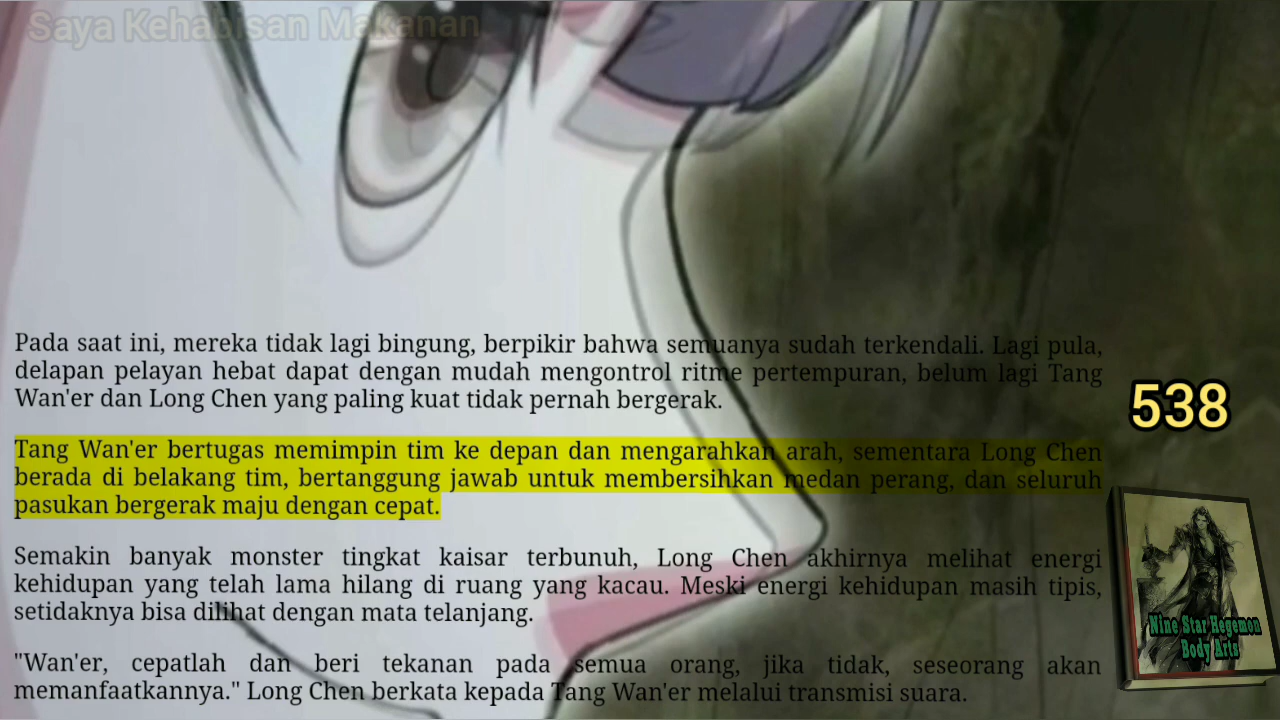 Saya Kehabisan Makanan
Pada saat ini, mereka tidak lagi bingung, berpikir bahwa semuanya sudah terkendali. Lagi pula,
delapan pelayan hebat dapat dengan mudah mengontrol ritme pertempuran, belum lagi Tang
Wan'er dan Long Chen yang paling kuat tidak pernah bergerak.
538
Tang Wan'er bertugas memimpin tim ke depan dan mengarahkan arah, sementara Long Chen
berada di belakang tim, bertanggung jawab untuk membersihkan medan perang, dan seluruh
pasukan bergerak maju dengan cepat.
Semakin banyak monster tingkat kaisar terbunuh, Long Chen akhirnya melihat energi
kehidupan yang telah lama hilang di ruang yang kacau. Meski energi kehidupan masih tipis,
setidaknya bisa dilihat dengan mata telanjang.
"Wan'er, cepatlah dan beri tekanan pada semua orang, jika tidak, seseorang akan
memanfaatkannya." Long Chen berkata kepada Tang Wan'er melalui transmisi suara.
Nine Star Hegemon
Body Arts